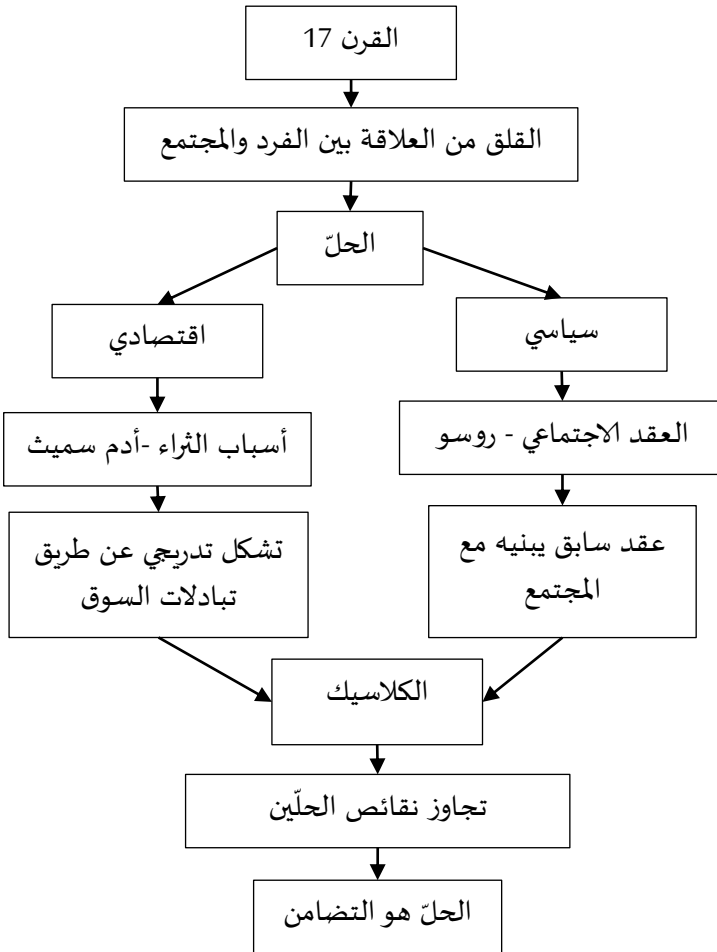 القرن 17
القلق من العلاقة بين الفرد والمجتمع
الحلّ
سياسي
اقتصادي
العقد الاجتماعي - روسو
أسباب الثراء -أدم سميث
عقد سابق يبنيه مع
المجتمع
تشكل تدريجي عن طريق
تبادلات السوق
الكلاسيك
تجاوز نقائص الحلّين
الحلّ هو التضامن